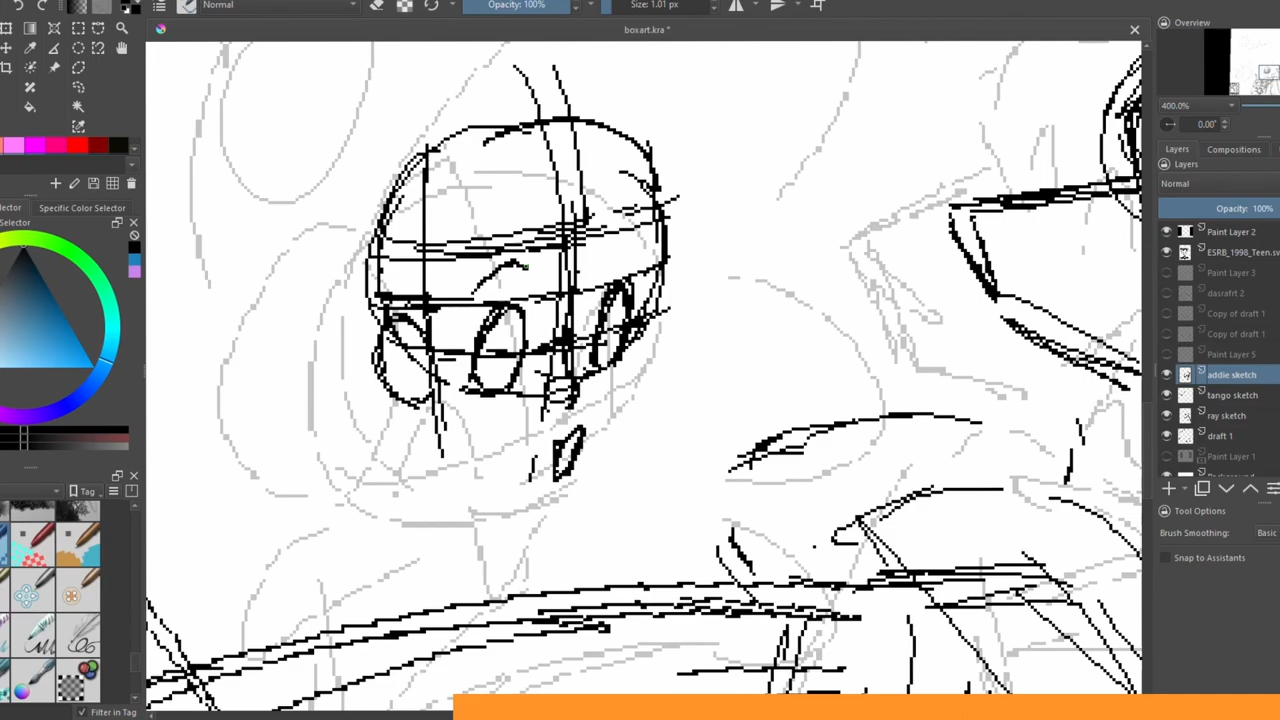 Normal
Opacity: 100%
Size: 1.01 px
boxart.kra *
Overview
400.0%
0.00°
Layers
Compositions
Layers
Normal
Opacity: 100%
Paint Layer 2
ESRB_1998_Teen.sv
Paint Layer 3
dasrafrt 2
Copy of draft 1
Copy of draft 1
Paint Layer 5
addie sketch
tango sketch
ray sketch
draft 1
Paint Layer 1
Tool Options
Brush Smoothing:
Basic
Snap to Assistants
lector
Specific Color Selector
Selector
Tag
Filter in Tag